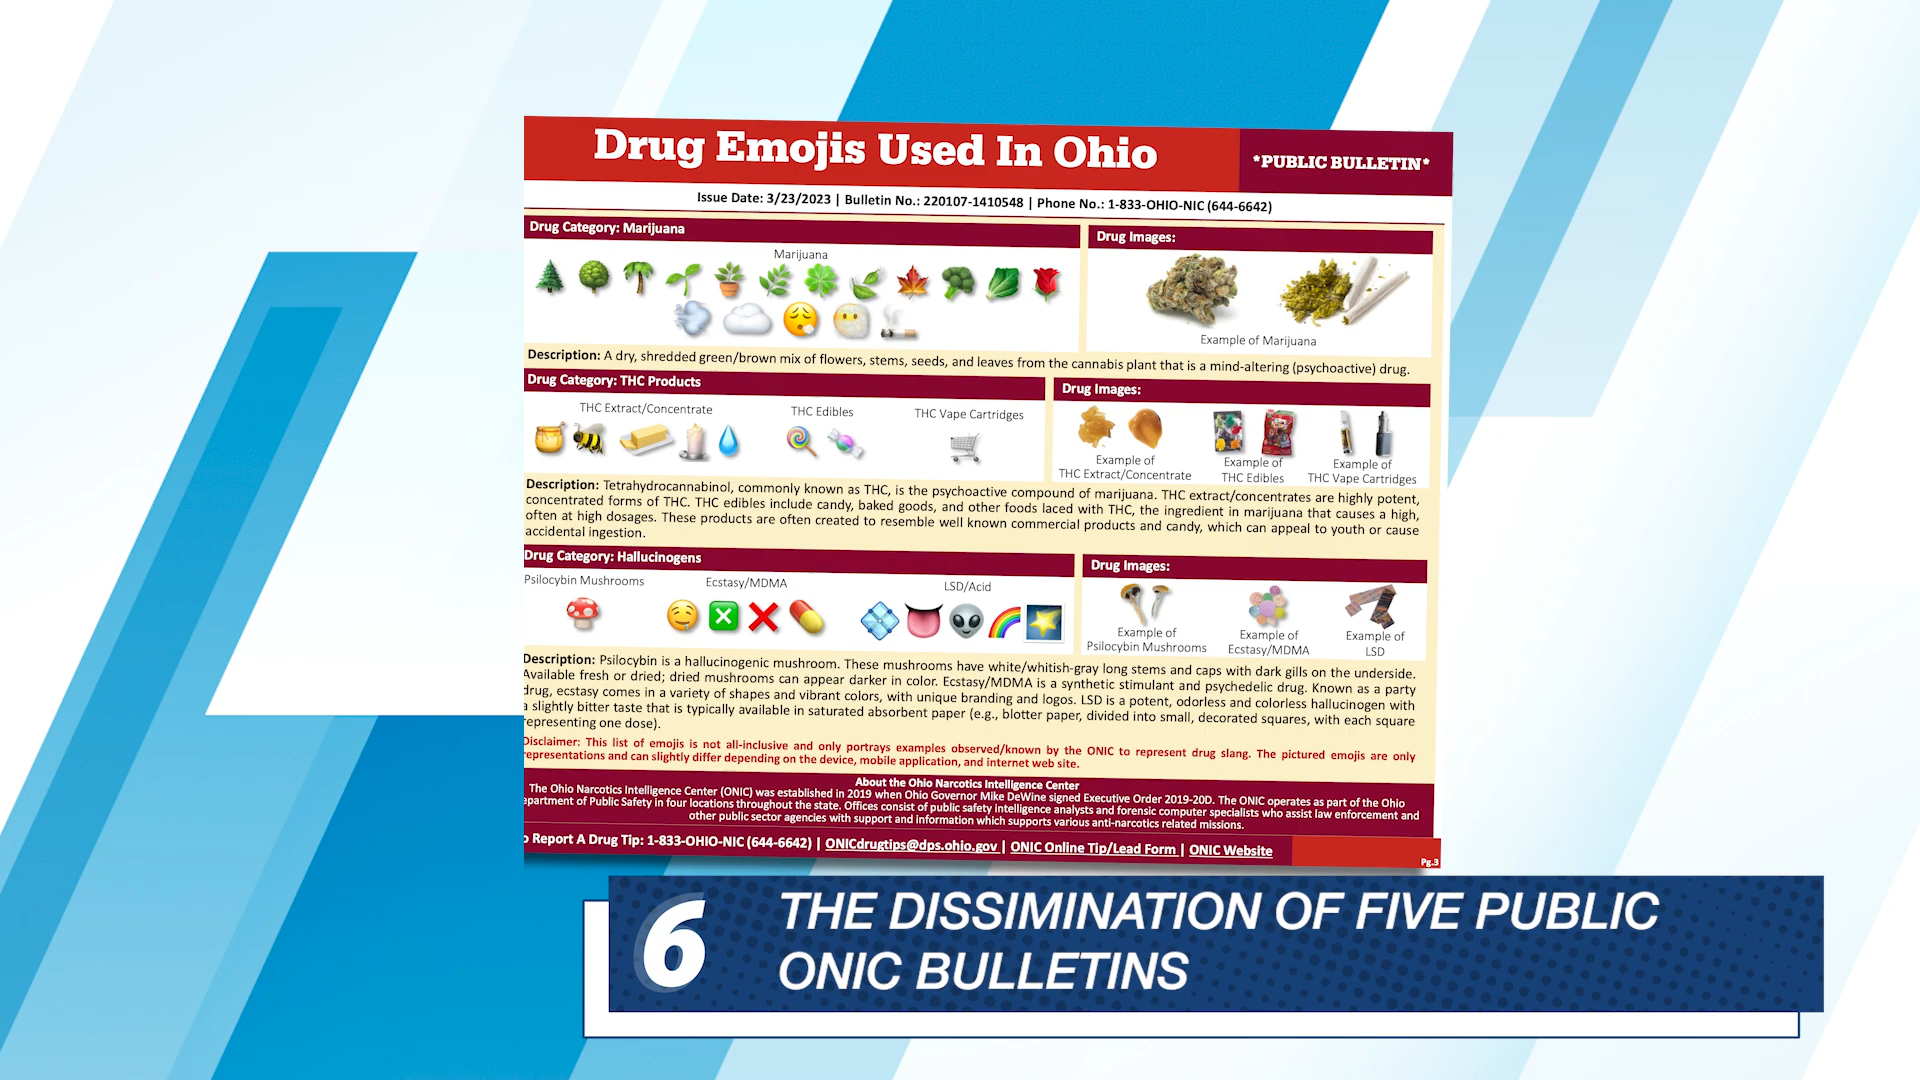 Drug Emojis Used In Ohio
*PUBLIC BULLETIN*
Issue Date: 3/23/2023 | Bulletin No.: 220107-1410548 | Phone No.: 1-833-OHIO-NIC (644-6642)
Drug Category: Marijuana
Drug Images:
Marijuana
Example of Marijuana
Description: A dry, shredded green/brown mix of flowers, stems, seeds, and leaves from the cannabis plant that is a mind-altering (psychoactive) drug.
Drug Category: THC Products
Drug Images:
THC Extract/Concentrate
THC Edibles
THC Vape Cartridges
Example of
THC Extract/Concentrate
Example of
THC Edibles
Example of
THC Vape Cartridges
Description: Tetrahydrocannabinol, commonly known as THC, is the psychoactive compound of marijuana. THC extract/concentrates are highly potent,
concentrated forms of THC. THC edibles include candy, baked goods, and other foods laced with THC, the ingredient in marijuana that causes a high,
often at high dosages. These products are often created to resemble well known commercial products and candy, which can appeal to youth or cause
accidental ingestion.
Drug Category: Hallucinogens
Drug Images:
Psilocybin Mushrooms
Ecstasy/MDMA
LSD/Acid
Example of
Psilocybin Mushrooms
Example of
Ecstasy/MDMA
Example of
LSD
Description: Psilocybin is a hallucinogenic mushroom. These mushrooms have white/whitish-gray long stems and caps with dark gills on the underside.
Available fresh or dried; dried mushrooms can appear darker in color. Ecstasy/MDMA is a synthetic stimulant and psychedelic drug. Known as a party
drug, ecstasy comes in a variety of shapes and vibrant colors, with unique branding and logos. LSD is a potent, odorless and colorless hallucinogen with
a slightly bitter taste that is typically available in saturated absorbent paper (e.g., blotter paper, divided into small, decorated squares, with each square
representing one dose).
Disclaimer: This list of emojis is not all-inclusive and only portrays examples observed/known by the ONIC to represent drug slang. The pictured emojis are only
representations and can slightly differ depending on the device, mobile application, and internet web site.
About the Ohio Narcotics Intelligence Center
The Ohio Narcotics Intelligence Center (ONIC) was established in 2019 when Ohio Governor Mike DeWine signed Executive Order 2019-20D. The ONIC operates as part of the Ohio
epartment of Public Safety in four locations throughout the state. Offices consist of public safety intelligence analysts and forensic computer specialists who assist law enforcement and
other public sector agencies with support and information which supports various anti-narcotics related missions.
o Report A Drug Tip: 1-833-OHIO-NIC (644-6642) | ONICdrugtips@dps.ohio.gov | ONIC Online Tip/Lead Form | ONIC Website
Pg.3
6
THE DISSIMINATION OF FIVE PUBLIC
ONIC BULLETINS